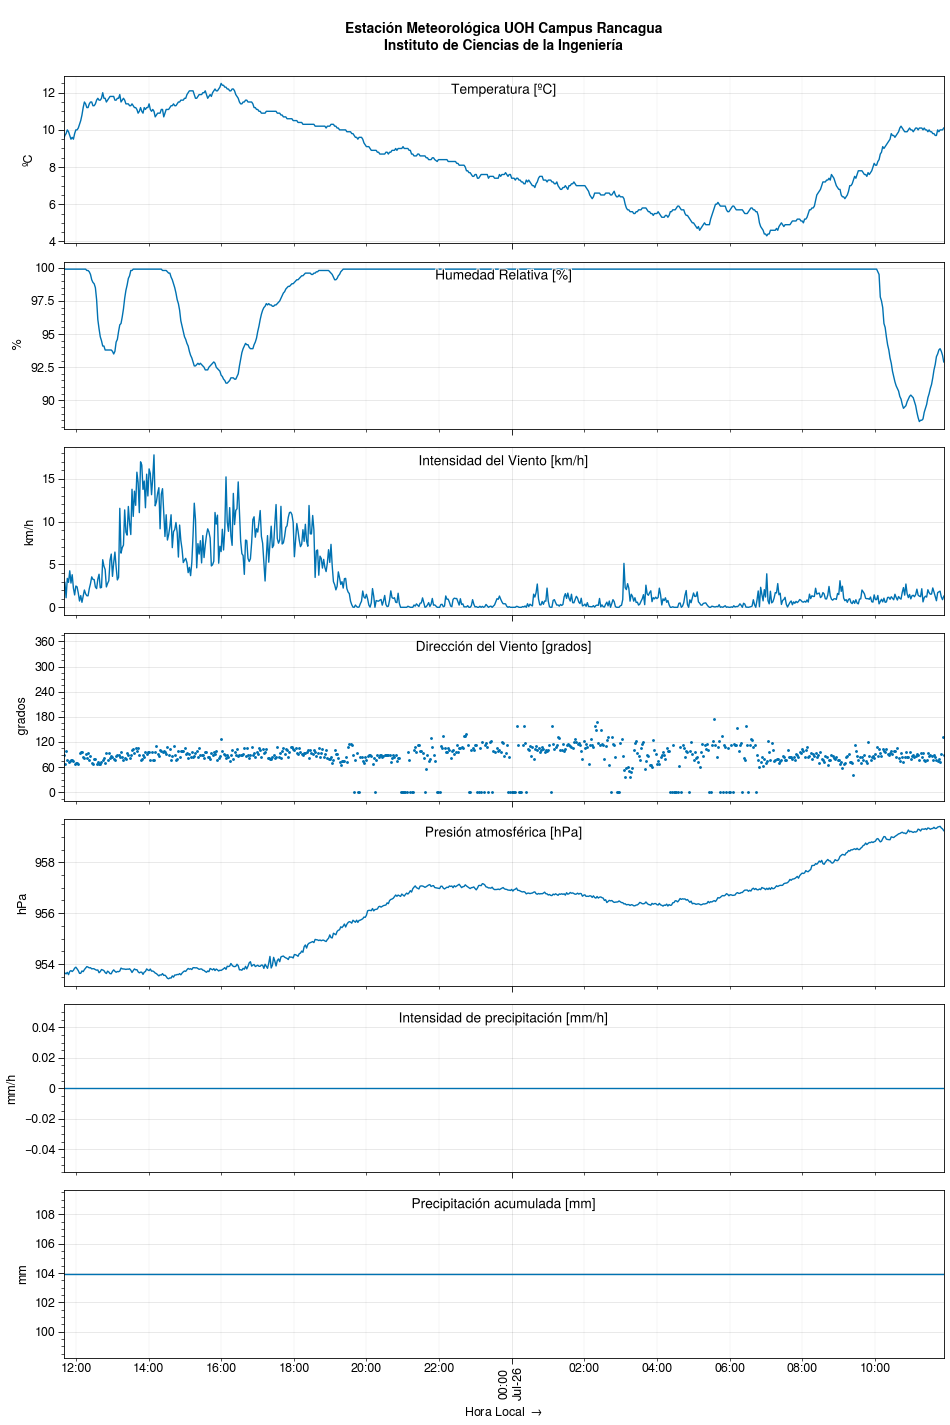 Estación Meteorológica UOH Campus Rancagua
Instituto de Ciencias de la Ingeniería
Temperatura [ºC]
ºC
12
10
8
6
4
Humedad Relativa [%]
%
100
97.5
95
92.5
90
Intensidad del Viento [km/h]
km/h
15
10
5
0
Dirección del Viento [grados]
grados
360
300
240
180
120
60
0
Presión atmosférica [hPa]
hPa
958
956
954
Intensidad de precipitación [mm/h]
mm/h
0.04
0.02
0
−0.02
−0.04
Precipitación acumulada [mm]
mm
108
106
104
102
100
12:00 14:00 16:00 18:00 20:00 22:00 00:00 02:00 04:00 06:00 08:00 10:00
Jul-26
Hora Local →